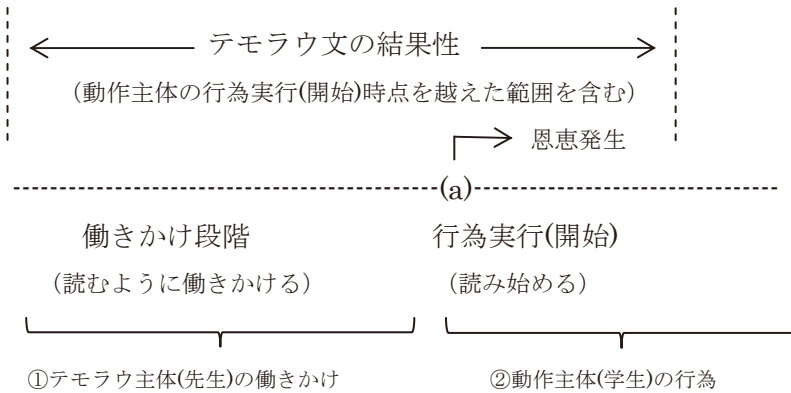 テモラウ文の結果性
（動作主体の行為実行(開始)時点を越えた範囲を含む）
恩恵発生
(a)
働きかけ段階 行為実行(開始)
（読むように働きかける） （読み始める）
①テモラウ主体(先生)の働きかけ ②動作主体(学生)の行為